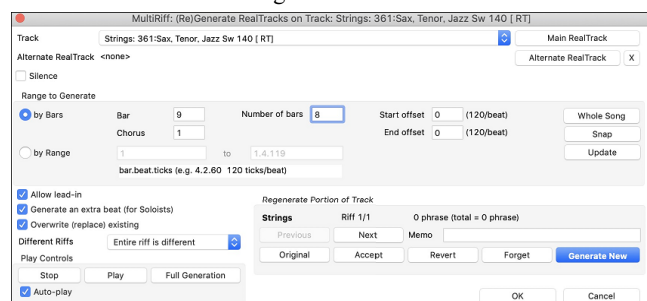 MultiRiff: (Re)Generate RealTracks on Track: Strings: 361:Sax, Tenor, Jazz Sw 140 [ RT]
Track Strings: 361:Sax, Tenor, Jazz Sw 140 [ RT] Main RealTrack
Alternate RealTrack <none> Alternate RealTrack X
Silence
Range to Generate
by Bars Bar 9 Number of bars 8 Start offset 0 (120/beat) Whole Song
Chorus 1 End offset 0 (120/beat) Snap
by Range 1 to 1.4.119 Update
bar.beat.ticks (e.g. 4.2.60 120 ticks/beat)
Allow lead-in
Generate an extra beat (for Soloists)
Overwrite (replace) existing
Different Riffs Entire riff is different
Play Controls
Stop Play Full Generation
Auto-play
Regenerate Portion of Track
Strings Riff 1/1 0 phrase (total = 0 phrase)
Previous Next Memo
Original Accept Revert Forget Generate New
OK Cancel